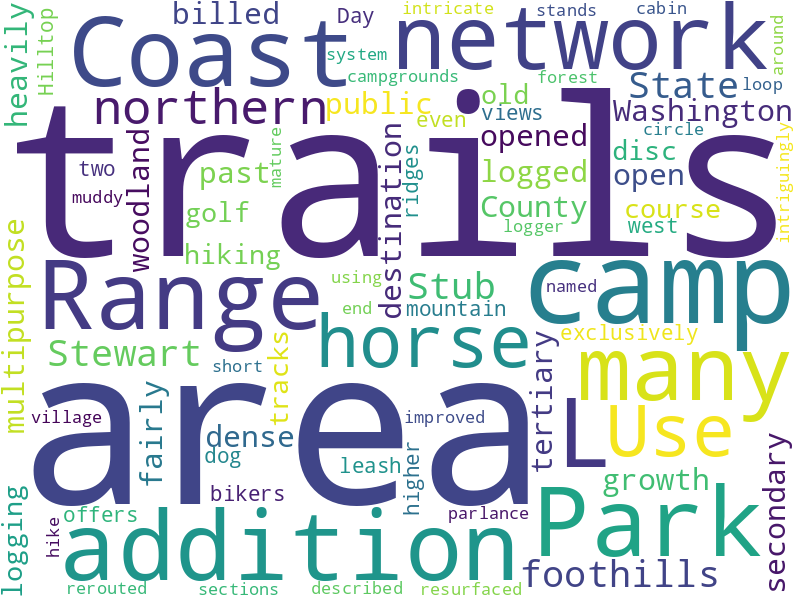 trails
area
network
Coast
camp
Park
addition
Range
many
Use
horse
L
northern
foothills
Stewart
Stub
State
Washington
County
opened
open
logged
past
public
billed
heavily
Hilltop
Day
system
campgrounds
intricate
stands
cabin
forest
loop
around
old
views
even
circle
disc
course
west
logger
golf
hiking
woodland
two
muddy
mature
destination
ridges
intriguingly
named
using
end
mountain
exclusively
tertiary
multipurpose
tracks
short
fairly
village
dense
dog
improved
leash
higher
bikers
parlance
growth
secondary
logging
offers
hike
rerouted
sections
described
resurfaced